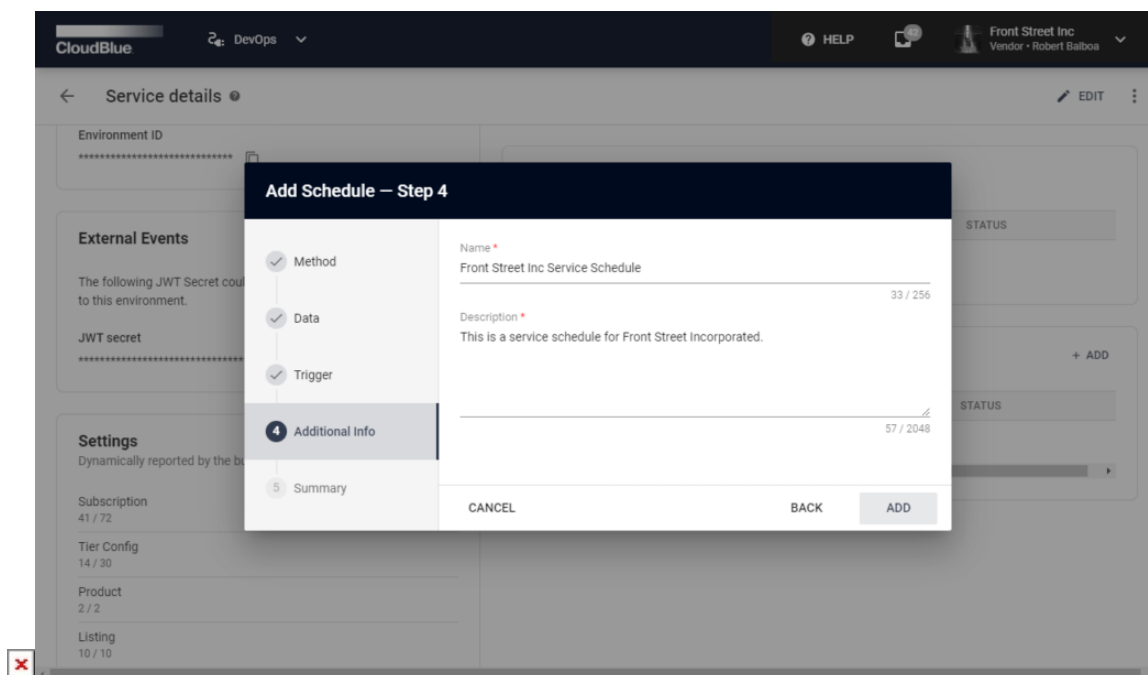 CloudBlue
DevOps
HELP
42
Front Street Inc
Vendor • Robert Balboa
Service details
EDIT
Environment ID
*****************************
External Events
The following JWT Secret coul
to this environment.
JWT secret
*******************************
Settings
Dynamically reported by the bu
Subscription
41 / 72
Tier Config
14 / 30
Product
2 / 2
Listing
10 / 10
STATUS
+ ADD
STATUS
Add Schedule — Step 4
Method
Data
Trigger
4 Additional Info
5 Summary
Name *
Front Street Inc Service Schedule
33 / 256
Description *
This is a service schedule for Front Street Incorporated.
57 / 2048
CANCEL
BACK
ADD